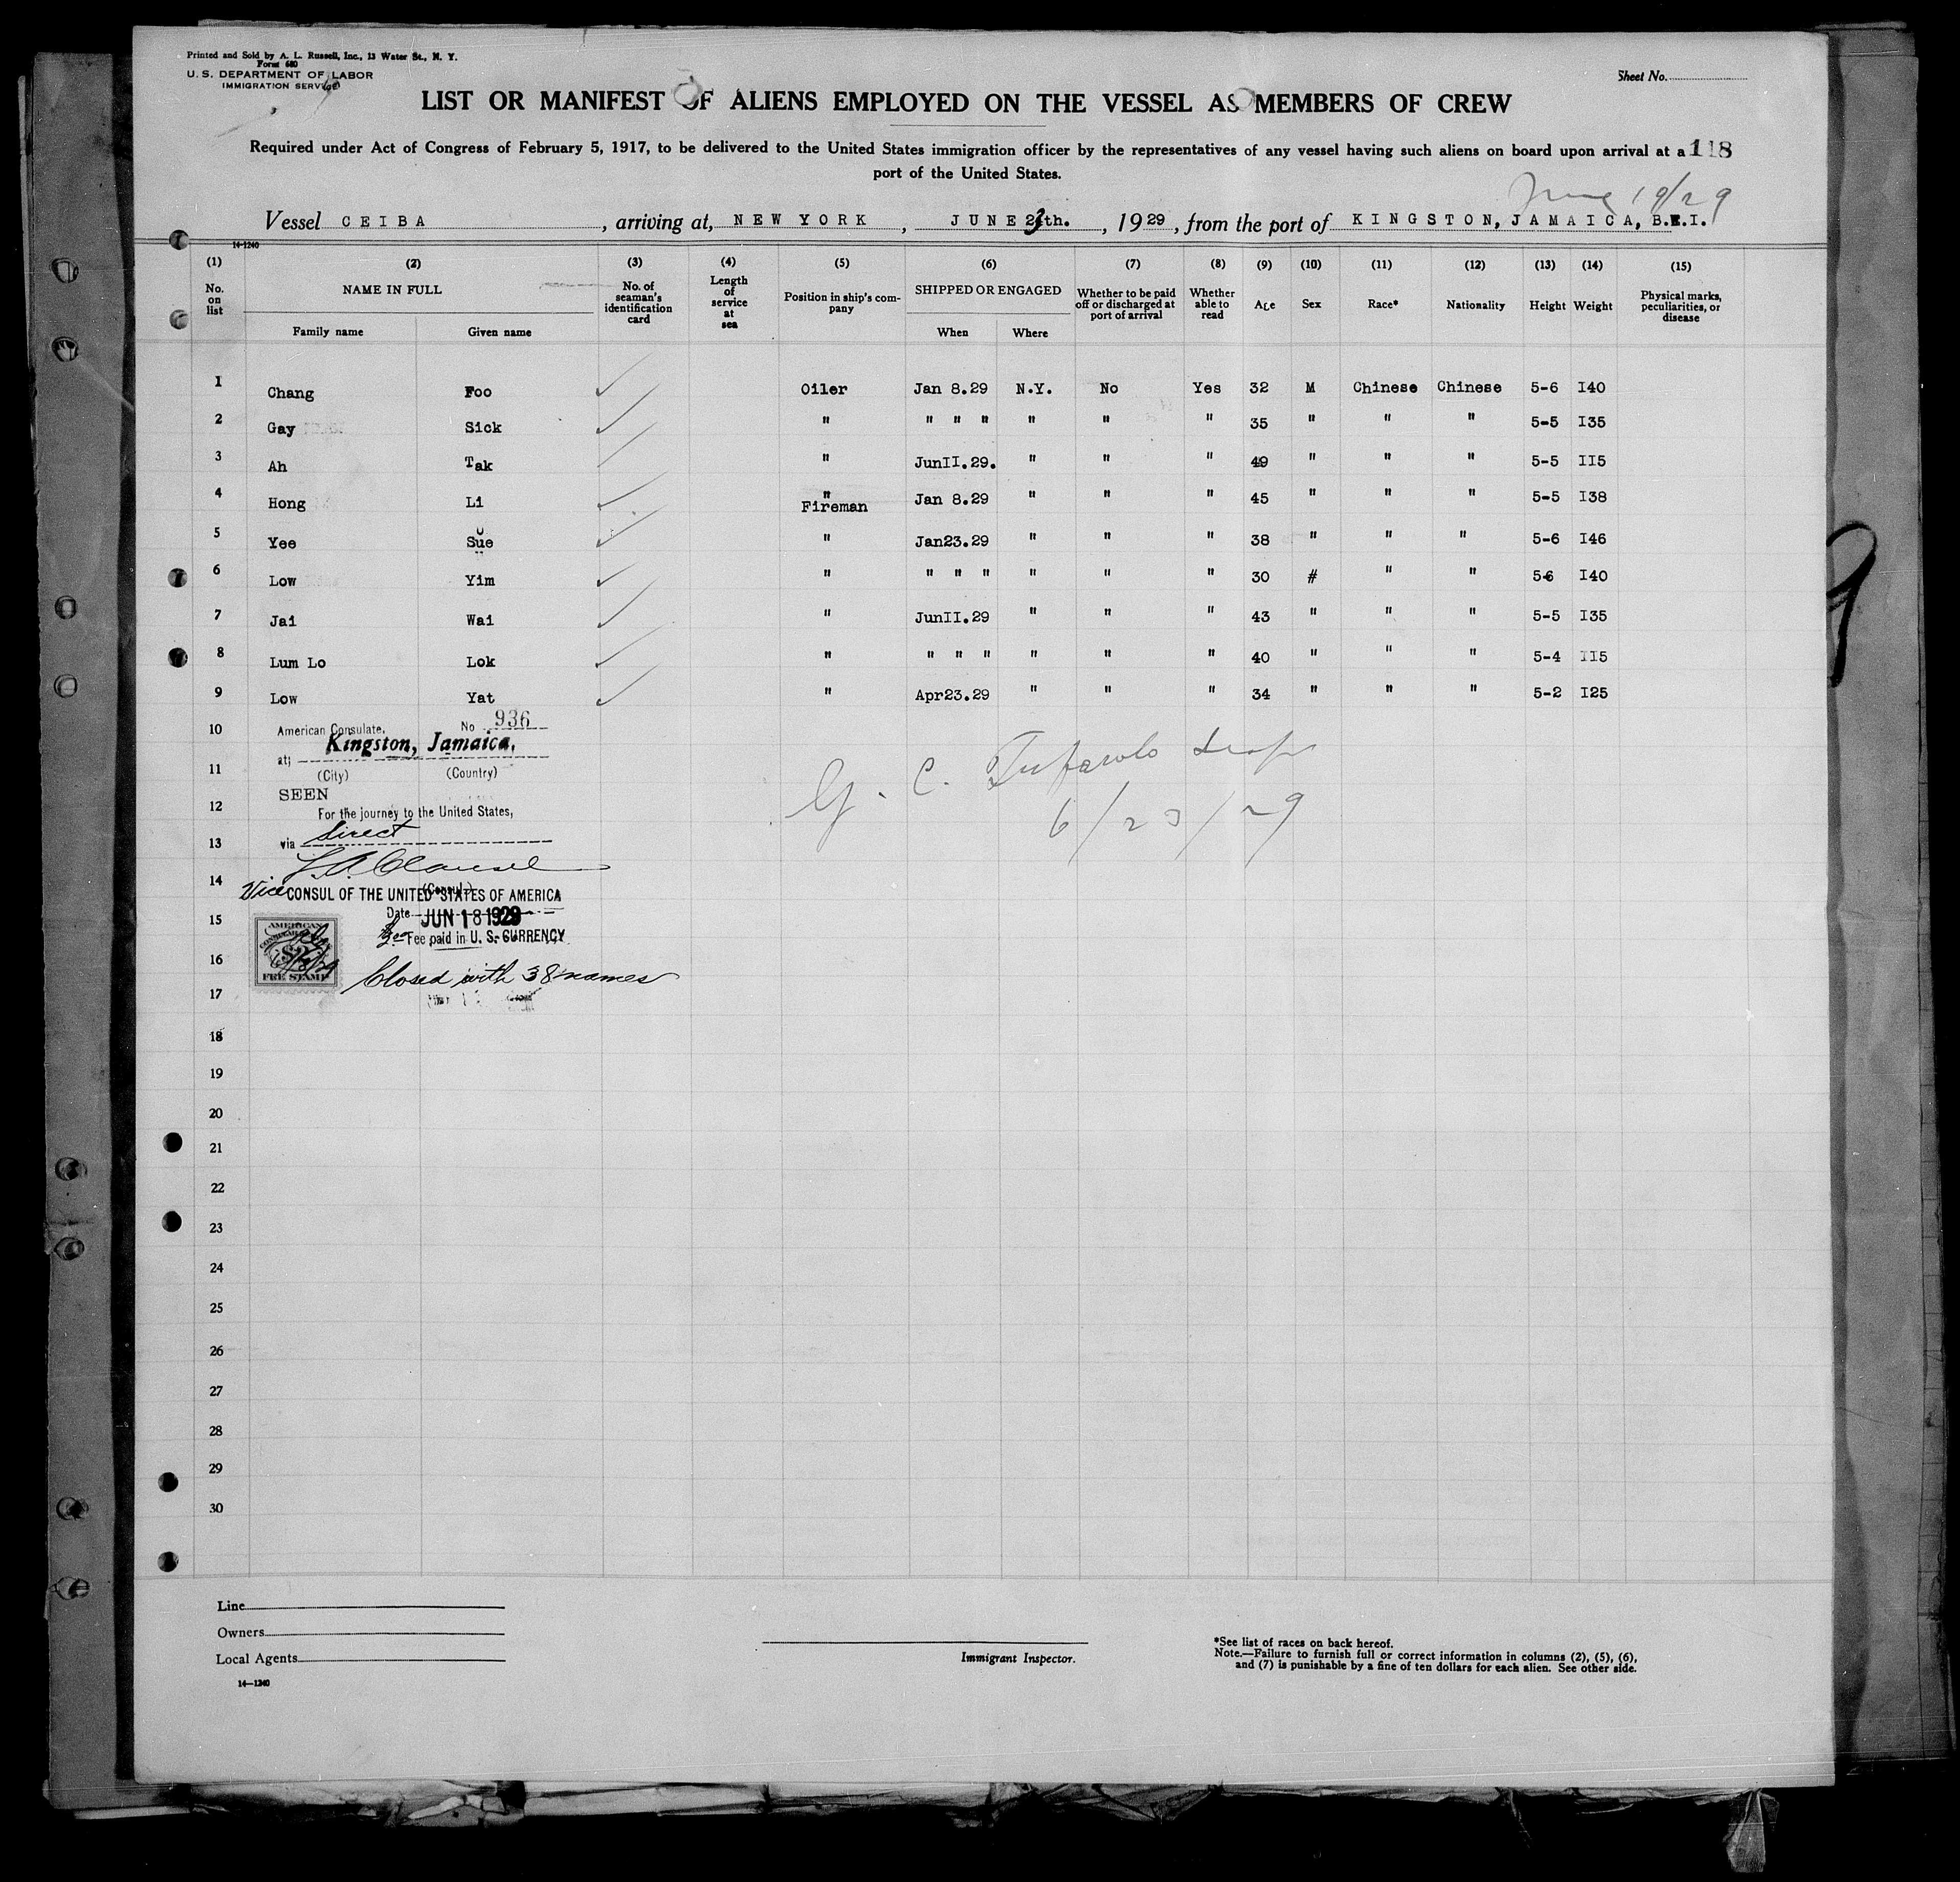 Printed and Sold by A. L. Russell, Inc., 13 Water St., N. Y.
Form 680
U. S. DEPARTMENT OF LABOR
IMMIGRATION SERVICE
Sheet No.
LIST OR MANIFEST OF ALIENS EMPLOYED ON THE VESSEL AS MEMBERS OF CREW
Required under Act of Congress of February 5, 1917, to be delivered to the United States immigration officer by the representatives of any vessel having such aliens on board upon arrival at a 118
port of the United States.
June 19/29
Vessel CEIBA, arriving at, NEW YORK, JUNE 23th., 1929, from the port of KINGSTON, JAMAICA, B.W.I.
14-1240
(1) (2) (3) (4) (5) (6) (7) (8) (9) (10) (11) (12) (13) (14) (15)
No. on list NAME IN FULL Family name Given name No. of seaman's identification card Length of service at sea Position in ship's company SHIPPED OR ENGAGED When Where Whether to be paid off or discharged at port of arrival Whether able to read Age Sex Race* Nationality Height Weight Physical marks, peculiarities, or disease
1 Chang Foo Oiler Jan 8.29 N.Y. No Yes 32 M Chinese Chinese 5-6 I40
2 Gay Sick " " " " " " " 35 " " " 5-5 I35
3 Ah Tak " JunII.29. " " " 49 " " " 5-5 II5
4 Hong Li " Fireman Jan 8.29 " " " 45 " " " 5-5 I38
5 Yee Sue " Jan23.29 " " " 38 " " " 5-6 I46
6 Low Yim " " " " " " " 30 # " " 5-6 I40
7 Jai Wai " JunII.29 " " " 43 " " " 5-5 I35
8 Lum Lo Lok " " " " " " " 40 " " " 5-4 II5
9 Low Yat " Apr23.29 " " " 34 " " " 5-2 I25
10
American Consulate, No 936
at; Kingston, Jamaica,
11
(City) (Country)
SEEN
12
For the journey to the United States,
13
via direct
14
Vice CONSUL OF THE UNITED STATES OF AMERICA
(Consul)
15
Date JUN 18 1929
Fee paid in U. S. CURRENCY
AMERICAN
FEE STAMP
16
Closed with 38 names
6/23/29
17
18
19
20
21
22
23
24
25
26
27
28
29
30
Line
Owners
Local Agents
14—1240
Immigrant Inspector.
*See list of races on back hereof.
Note.—Failure to furnish full or correct information in columns (2), (5), (6),
and (7) is punishable by a fine of ten dollars for each alien. See other side.